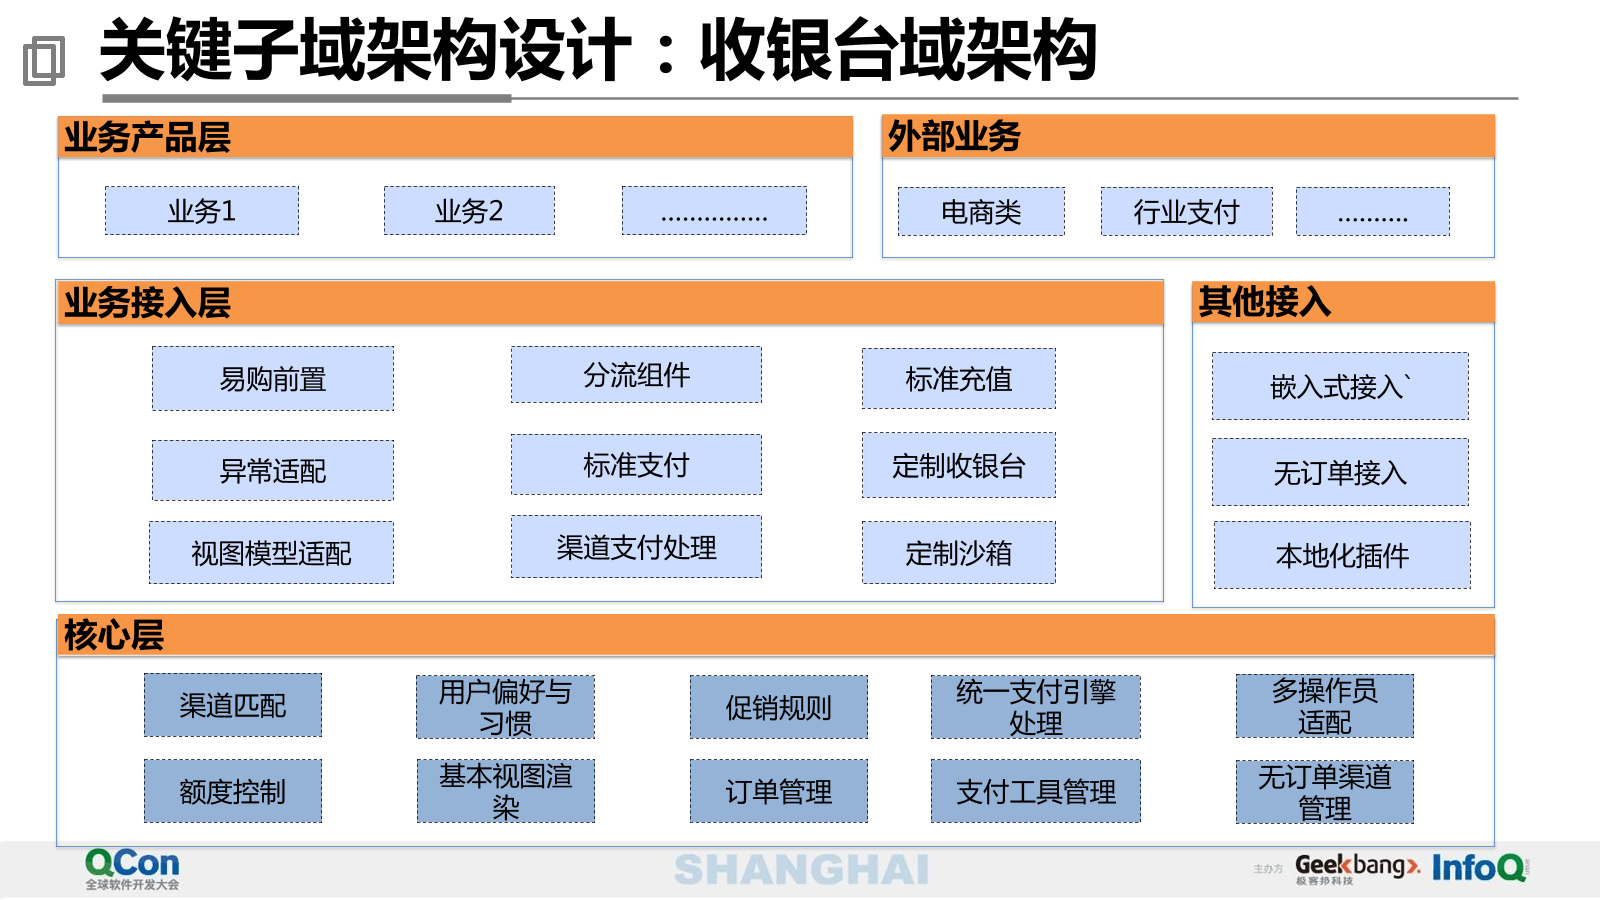 关键子域架构设计：收银台域架构
业务产品层
业务1
业务2
...............
外部业务
电商类
行业支付
..........
业务接入层
易购前置
分流组件
标准充值
异常适配
标准支付
定制收银台
视图模型适配
渠道支付处理
定制沙箱
其他接入
嵌入式接入`
无订单接入
本地化插件
核心层
渠道匹配
用户偏好与
习惯
促销规则
统一支付引擎
处理
多操作员
适配
额度控制
基本视图渲
染
订单管理
支付工具管理
无订单渠道
管理
QCon
全球软件开发大会
SHANGHAI
主办方
Geekbang>.
极客邦科技
InfoQ